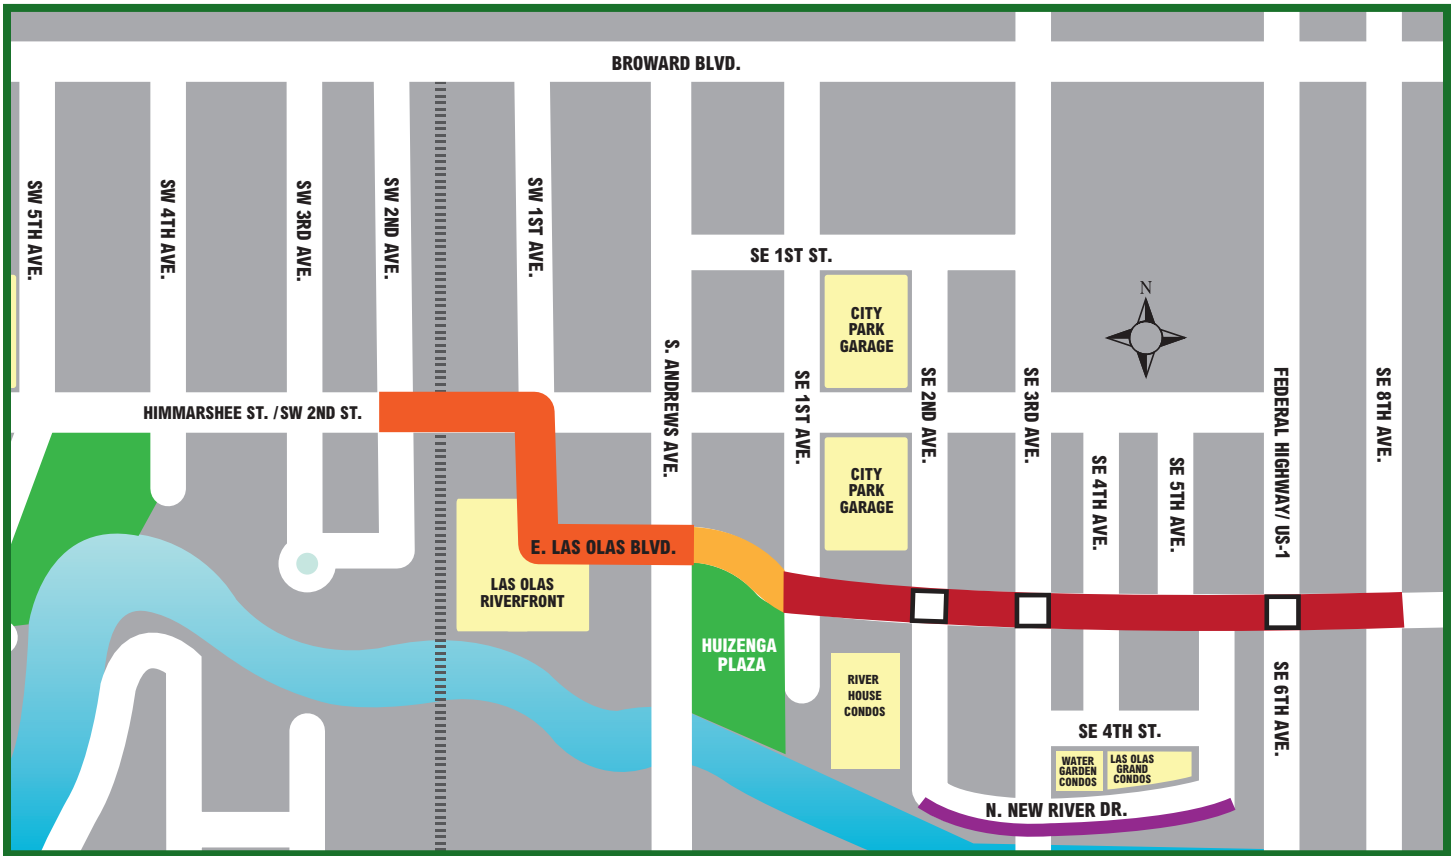 BROWARD BLVD.
SW 5TH AVE.
SW 4TH AVE.
SW 3RD AVE.
SW 2ND AVE.
SW 1ST AVE.
SE 1ST ST.
N
CITY
PARK
GARAGE
S. ANDREWS AVE.
SE 1ST AVE.
SE 2ND AVE.
SE 3RD AVE.
FEDERAL HIGHWAY/ US-1
SE 8TH AVE.
HIMMARSHEE ST. /SW 2ND ST.
CITY
PARK
GARAGE
SE 4TH AVE.
SE 5TH AVE.
E. LAS OLAS BLVD.
LAS OLAS
RIVERFRONT
HUIZENGA
PLAZA
RIVER
HOUSE
CONDOS
SE 6TH AVE.
SE 4TH ST.
WATER
GARDEN
CONDOS
LAS OLAS
GRAND
CONDOS
N. NEW RIVER DR.